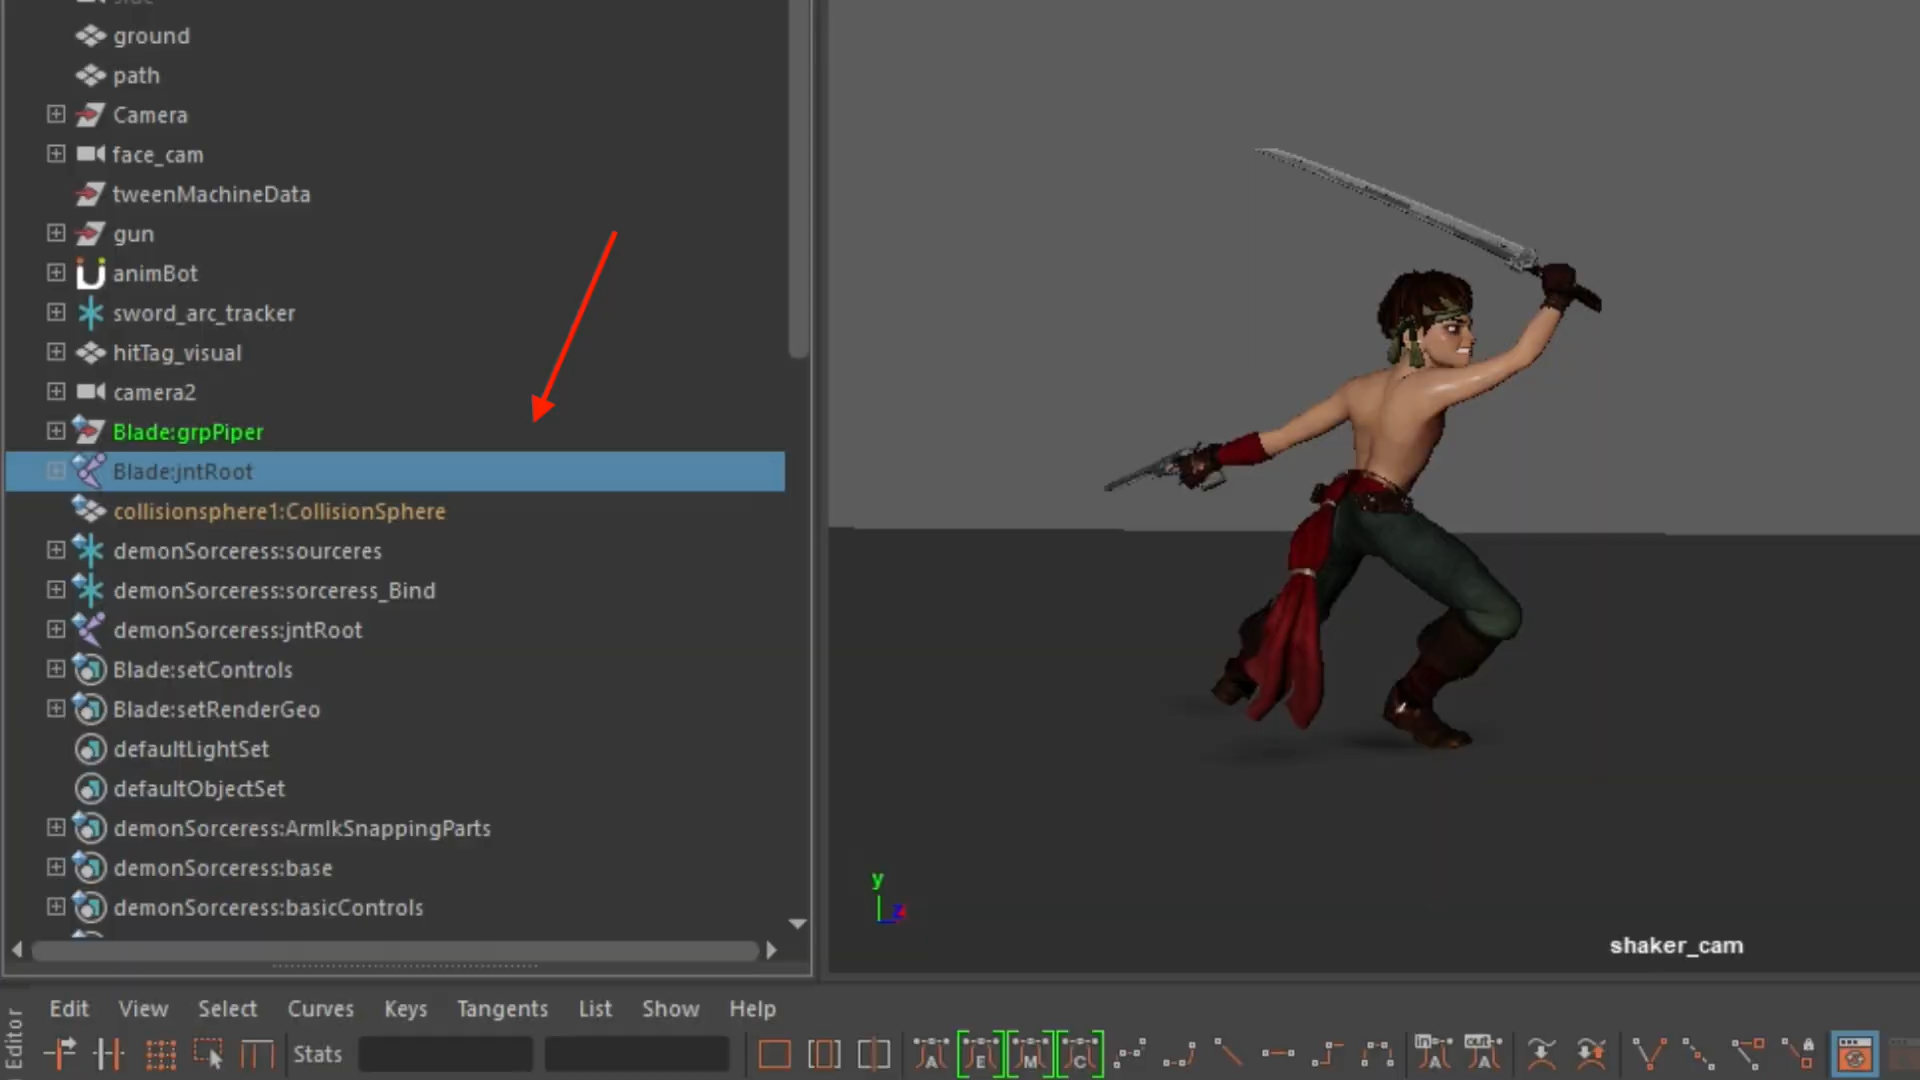 ground
path
Camera
face_cam
tweenMachineData
gun
animBot
sword_arc_tracker
hitTag_visual
camera2
Blade:grpPiper
Blade:jntRoot
collisionsphere1:CollisionSphere
demonSorceress:sourceres
demonSorceress:sorceress_Bind
demonSorceress:jntRoot
Blade:setControls
Blade:setRenderGeo
defaultLightSet
defaultObjectSet
demonSorceress:ArmIkSnappingParts
demonSorceress:base
demonSorceress:basicControls
y
z
shaker_cam
Editor
Edit View Select Curves Keys Tangents List Show Help
Stats
A E M C
in A out A